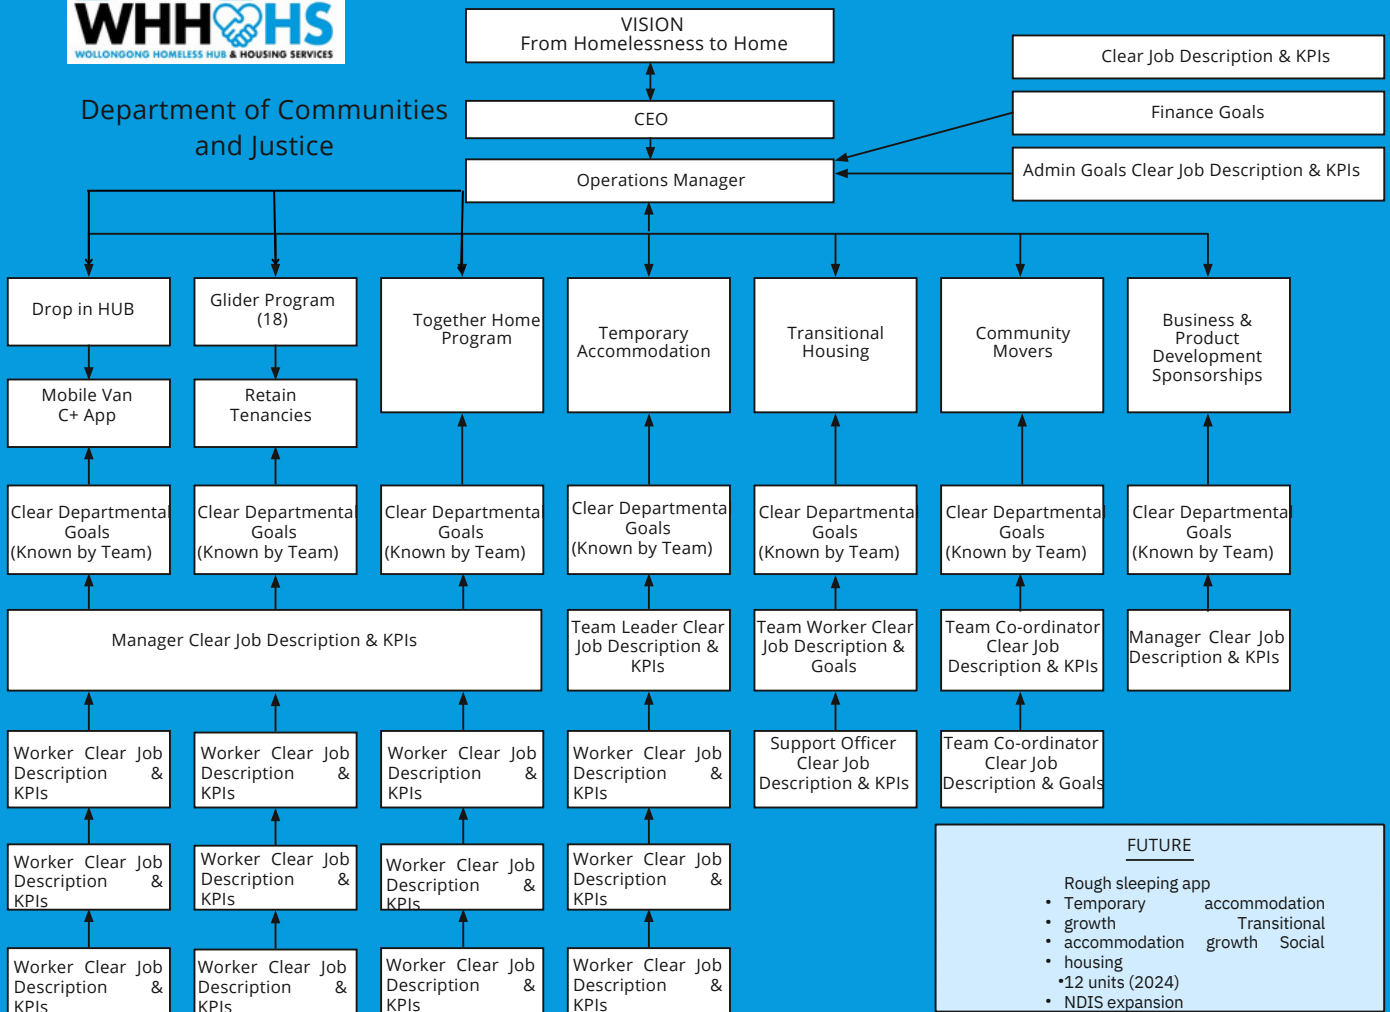 WHHHS
WOLLONGONG HOMELESS HUB & HOUSING SERVICES
Department of Communities
and Justice
VISION
From Homelessness to Home
CEO
Operations Manager
Clear Job Description & KPIs
Finance Goals
Admin Goals Clear Job Description & KPIs
Drop in HUB
Glider Program
(18)
Together Home
Program
Temporary
Accommodation
Transitional
Housing
Community
Movers
Business &
Product
Development
Sponsorships
Mobile Van
C+ App
Retain
Tenancies
Clear Departmental
Goals
(Known by Team)
Clear Departmental
Goals
(Known by Team)
Clear Departmental
Goals
(Known by Team)
Clear Departmental
Goals
(Known by Team)
Clear Departmental
Goals
(Known by Team)
Clear Departmental
Goals
(Known by Team)
Clear Departmental
Goals
(Known by Team)
Manager Clear Job Description & KPIs
Team Leader Clear
Job Description &
KPIs
Team Worker Clear
Job Description &
Goals
Team Co-ordinator
Clear Job
Description & KPIs
Manager Clear Job
Description & KPIs
Worker Clear Job
Description &
KPIs
Worker Clear Job
Description &
KPIs
Worker Clear Job
Description &
KPIs
Worker Clear Job
Description &
KPIs
Support Officer
Clear Job
Description & KPIs
Team Co-ordinator
Clear Job
Description & Goals
Worker Clear Job
Description &
KPIs
Worker Clear Job
Description &
KPIs
Worker Clear Job
Description &
KPIs
Worker Clear Job
Description &
KPIs
Worker Clear Job
Description &
KPIs
Worker Clear Job
Description &
KPIs
Worker Clear Job
Description &
KPIs
Worker Clear Job
Description &
KPIs
FUTURE
Rough sleeping app
• Temporary accommodation
• growth Transitional
• accommodation growth Social
• housing
•12 units (2024)
• NDIS expansion